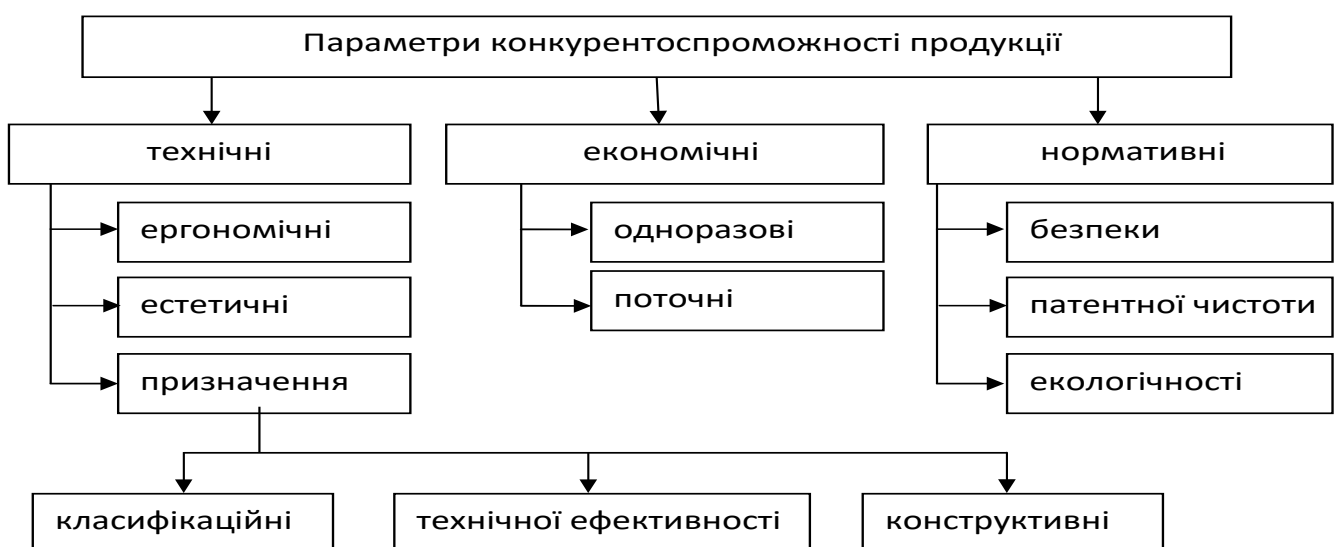 Параметри конкурентоспроможності продукції
технічні
економічні
нормативні
ергономічні
одноразові
безпеки
естетичні
поточні
патентної чистоти
призначення
екологічності
класифікаційні
технічної ефективності
конструктивні